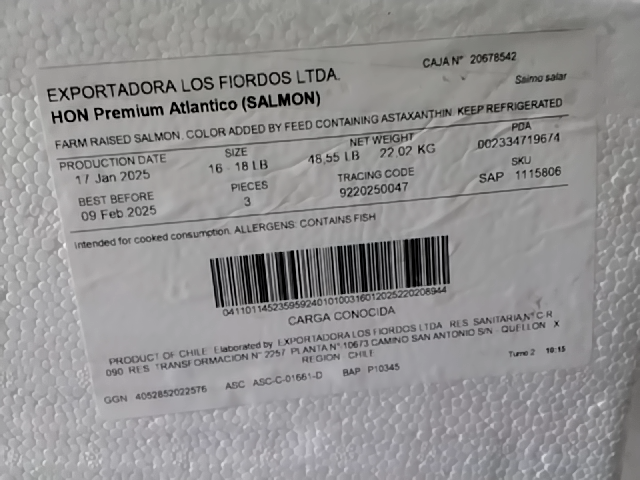 CAJA N° 20678542
EXPORTADORA LOS FIORDOS LTDA.
Salmo salar
HON Premium Atlantico (SALMON)
FARM RAISED SALMON. COLOR ADDED BY FEED CONTAINING ASTAXANTHIN. KEEP REFRIGERATED
PRODUCTION DATE SIZE NET WEIGHT PDA
17 Jan 2025 16 - 18 LB 48,55 LB 22.02 KG 002334719674
BEST BEFORE PIECES TRACING CODE SKU
09 Feb 2025 3 9220250047 SAP 1115806
Intended for cooked consumption. ALLERGENS: CONTAINS FISH
CARGA CONOCIDA
PRODUCT OF CHILE. Elaborated by EXPORTADORA LOS FIORDOS LTDA RES. SANITARIA
090 RES TRANSFORMACION N° 2257 PLANTA N° 10673 CAMINO SAN ANTONIO S/N - QUELLON X
REGION - CHILE
Turno 2 18:15
GGN 4052852022576 ASC ASC-C-01661-D BAP P10345